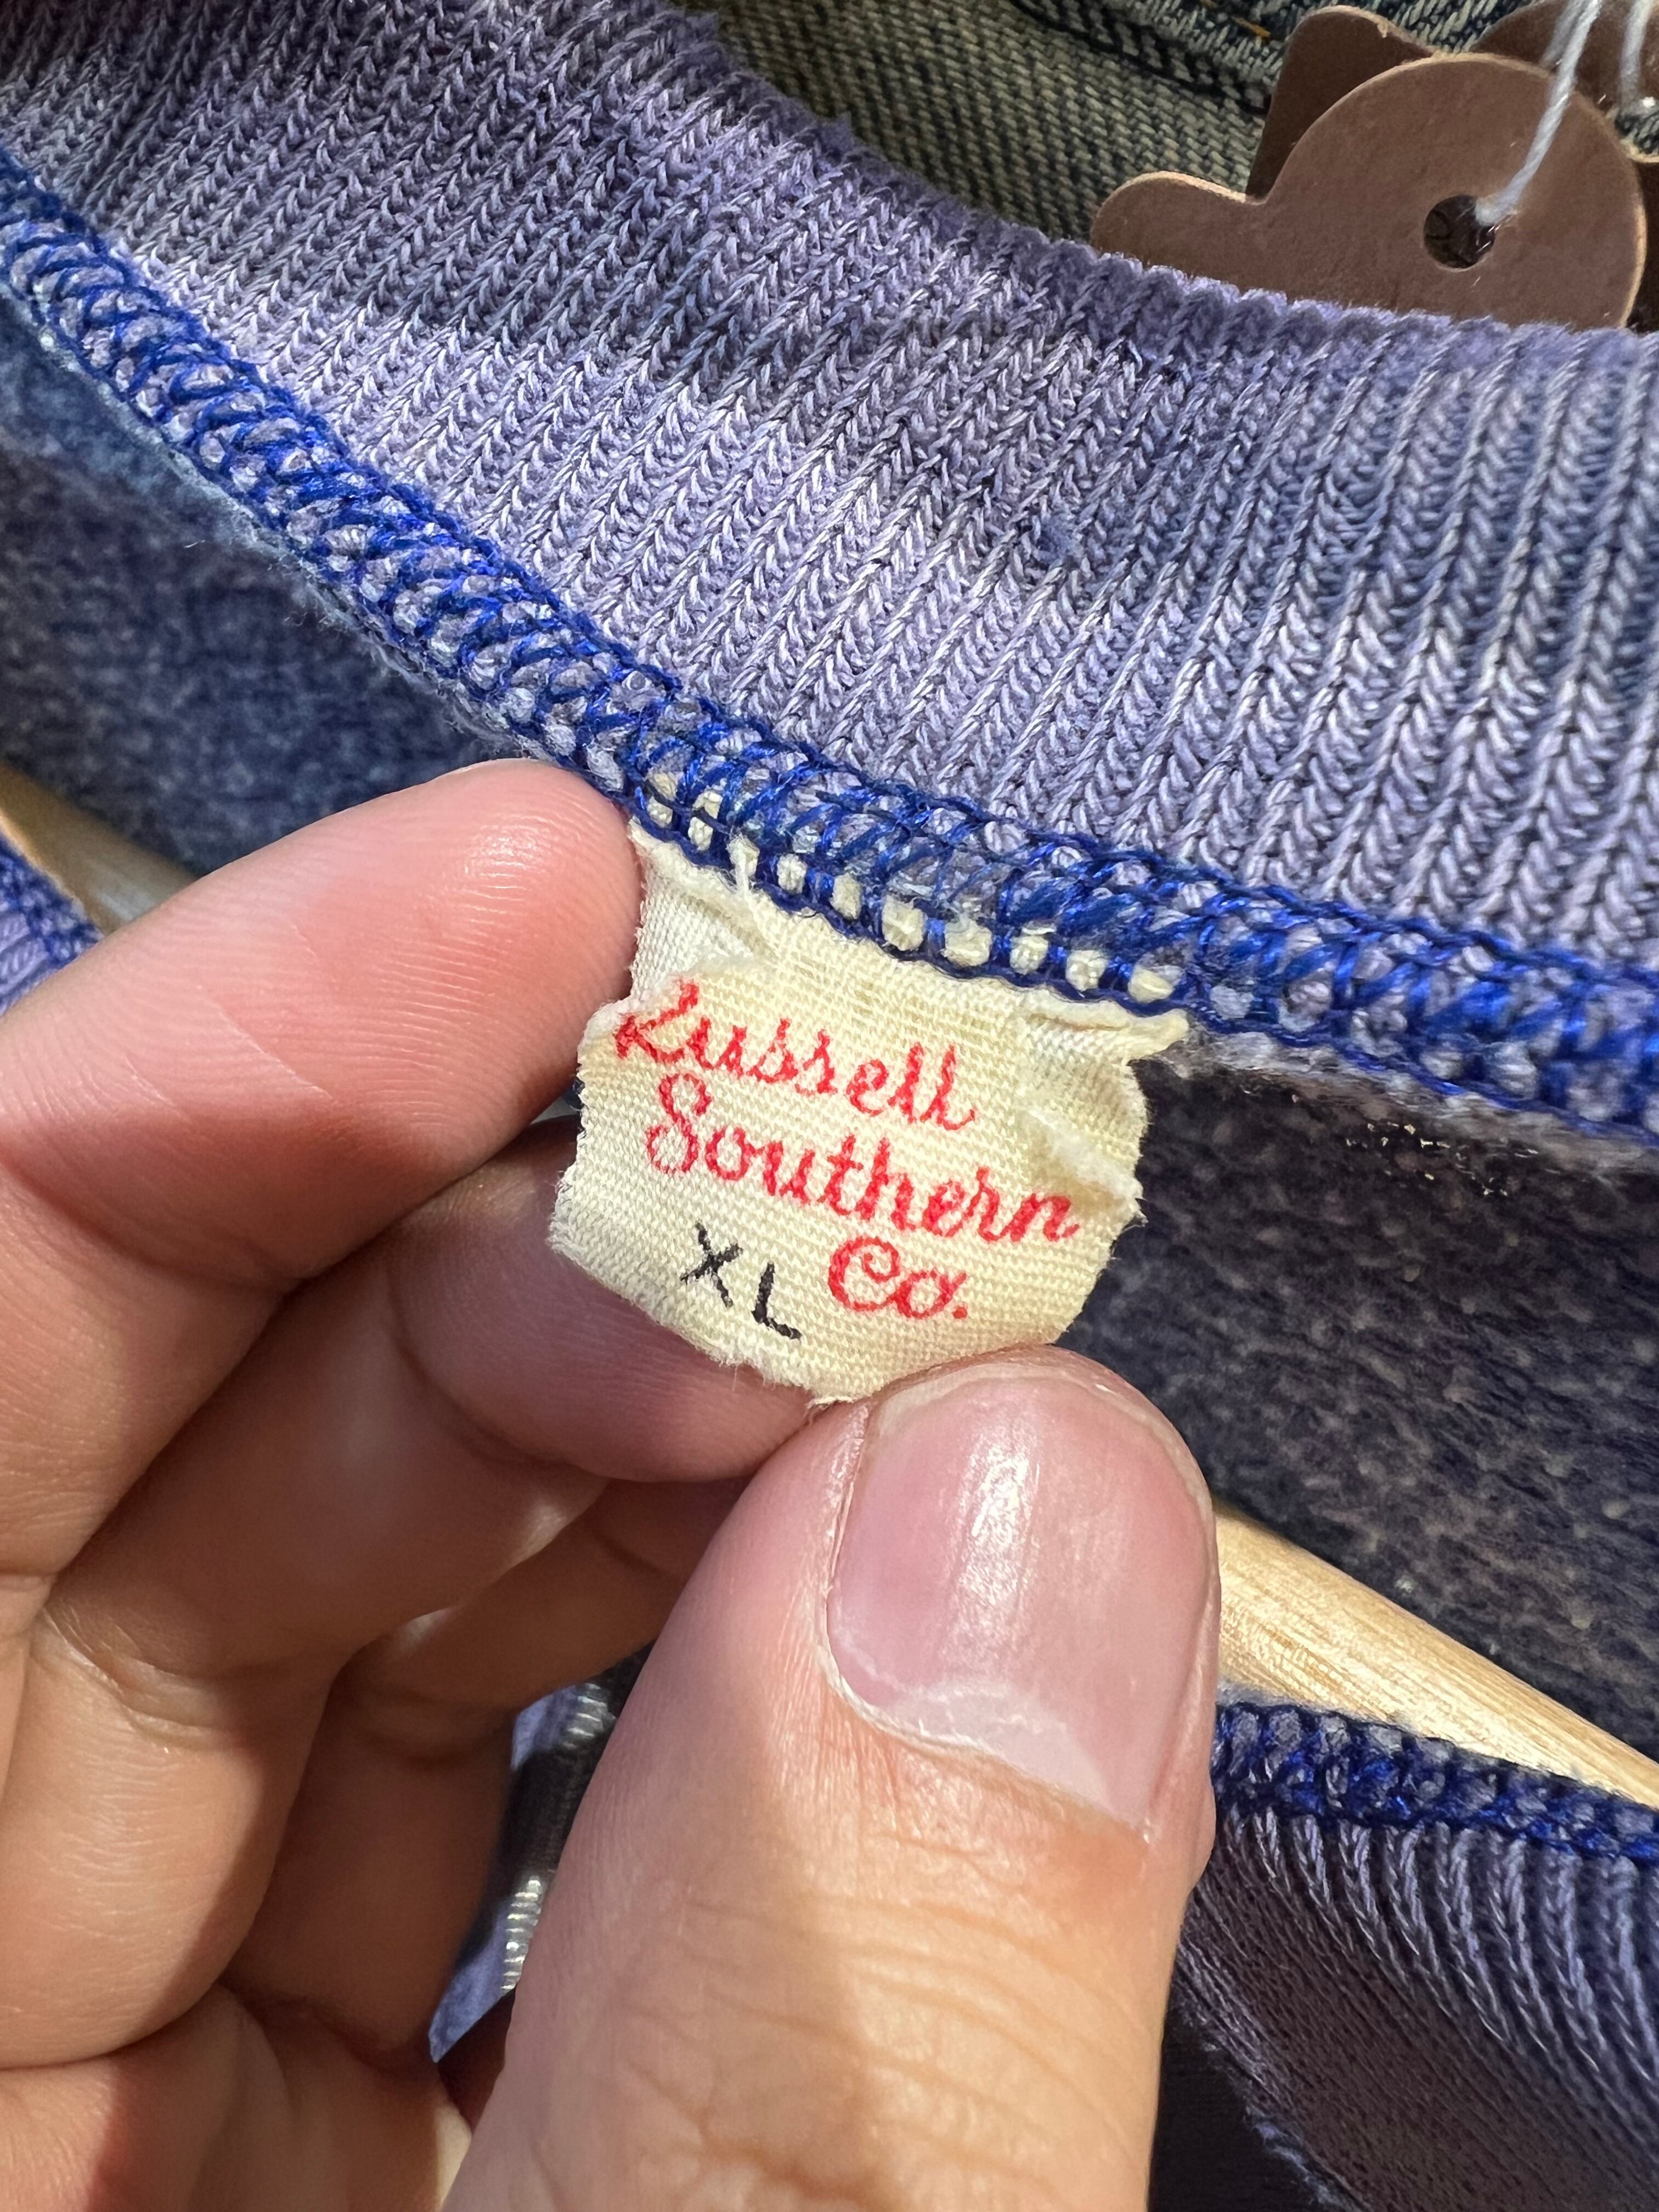 Russell
Southern
XL Co.